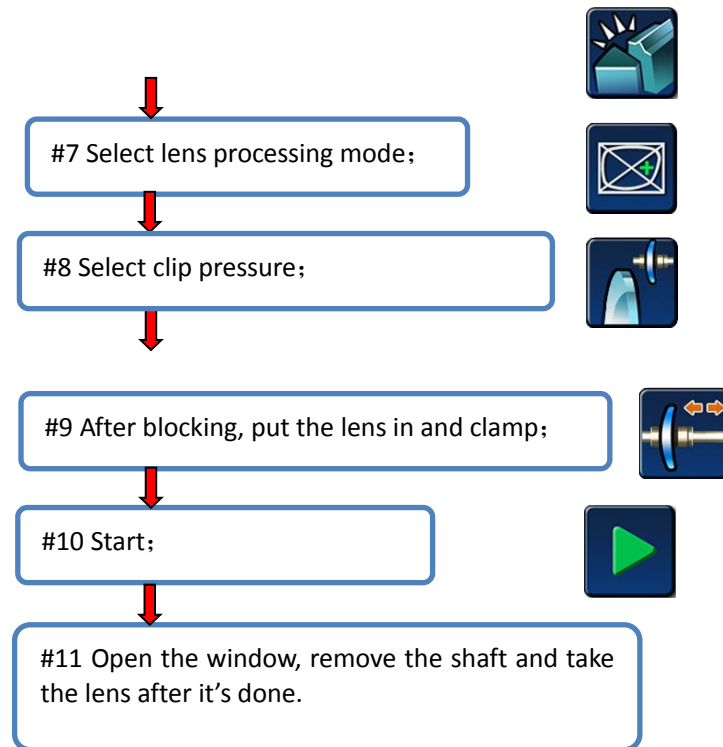 #7 Select lens processing mode；
#8 Select clip pressure；
#9 After blocking, put the lens in and clamp；
#10 Start；
#11 Open the window, remove the shaft and take
the lens after it’s done.